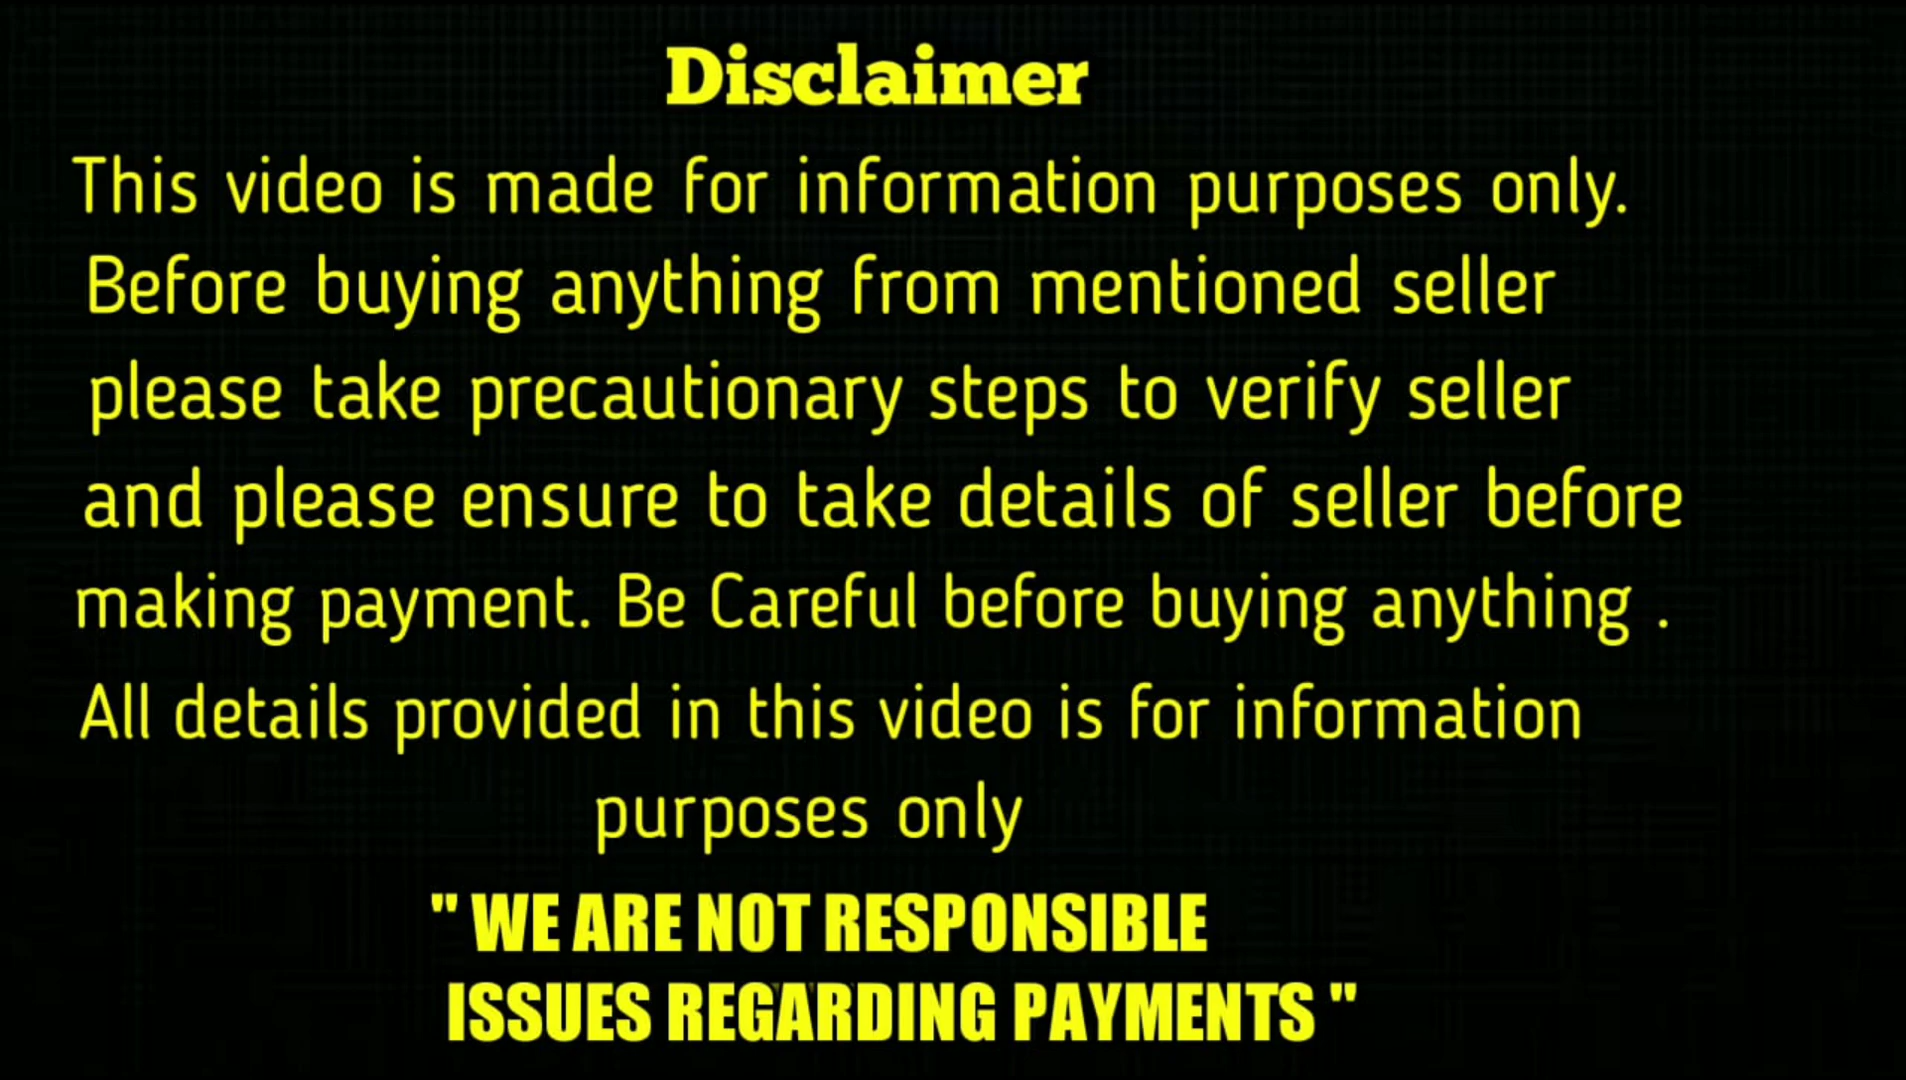 Disclaimer
This video is made for information purposes only.
Before buying anything from mentioned seller
please take precautionary steps to verify seller
and please ensure to take details of seller before
making payment. Be Careful before buying anything .
All details provided in this video is for information
purposes only
" WE ARE NOT RESPONSIBLE
ISSUES REGARDING PAYMENTS "